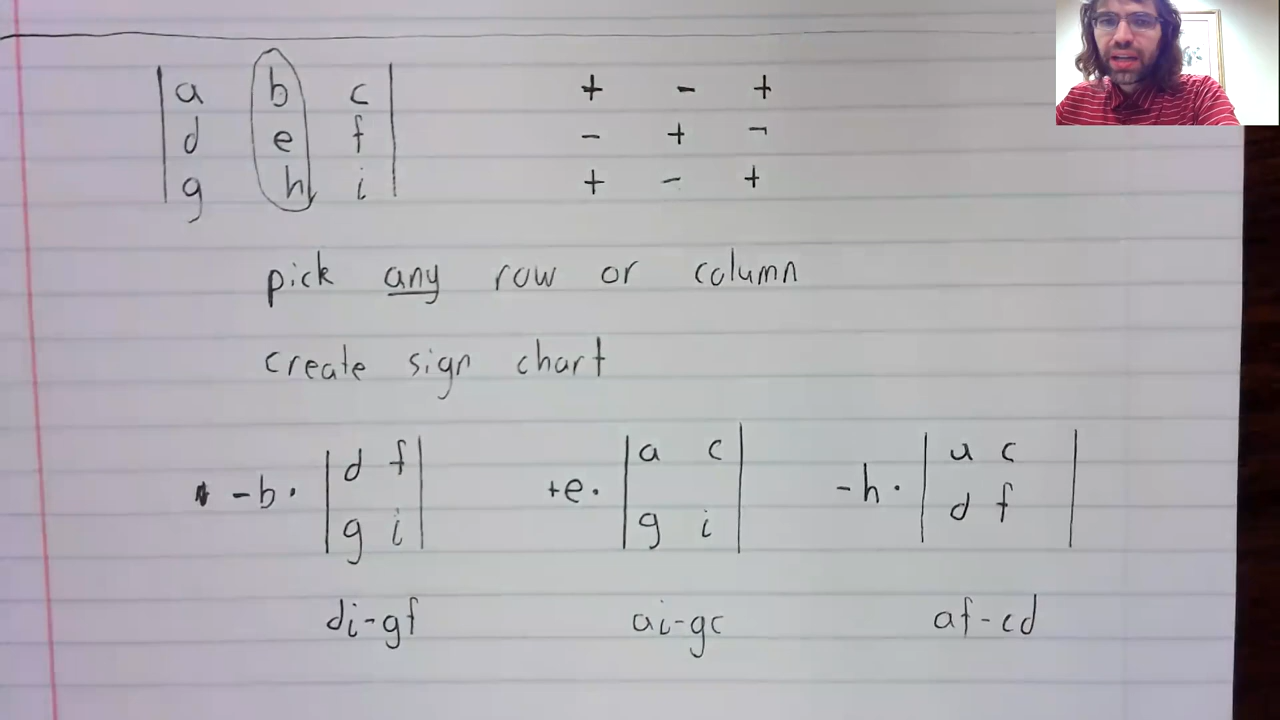 | a b c | + - +
| d e f | - + -
| g h i | + - +
pick any row or column
create sign chart
-b · | d f | +e · | a c | -h · | a c |
| g i | | g i | | d f |
di-gf ai-gc af-cd